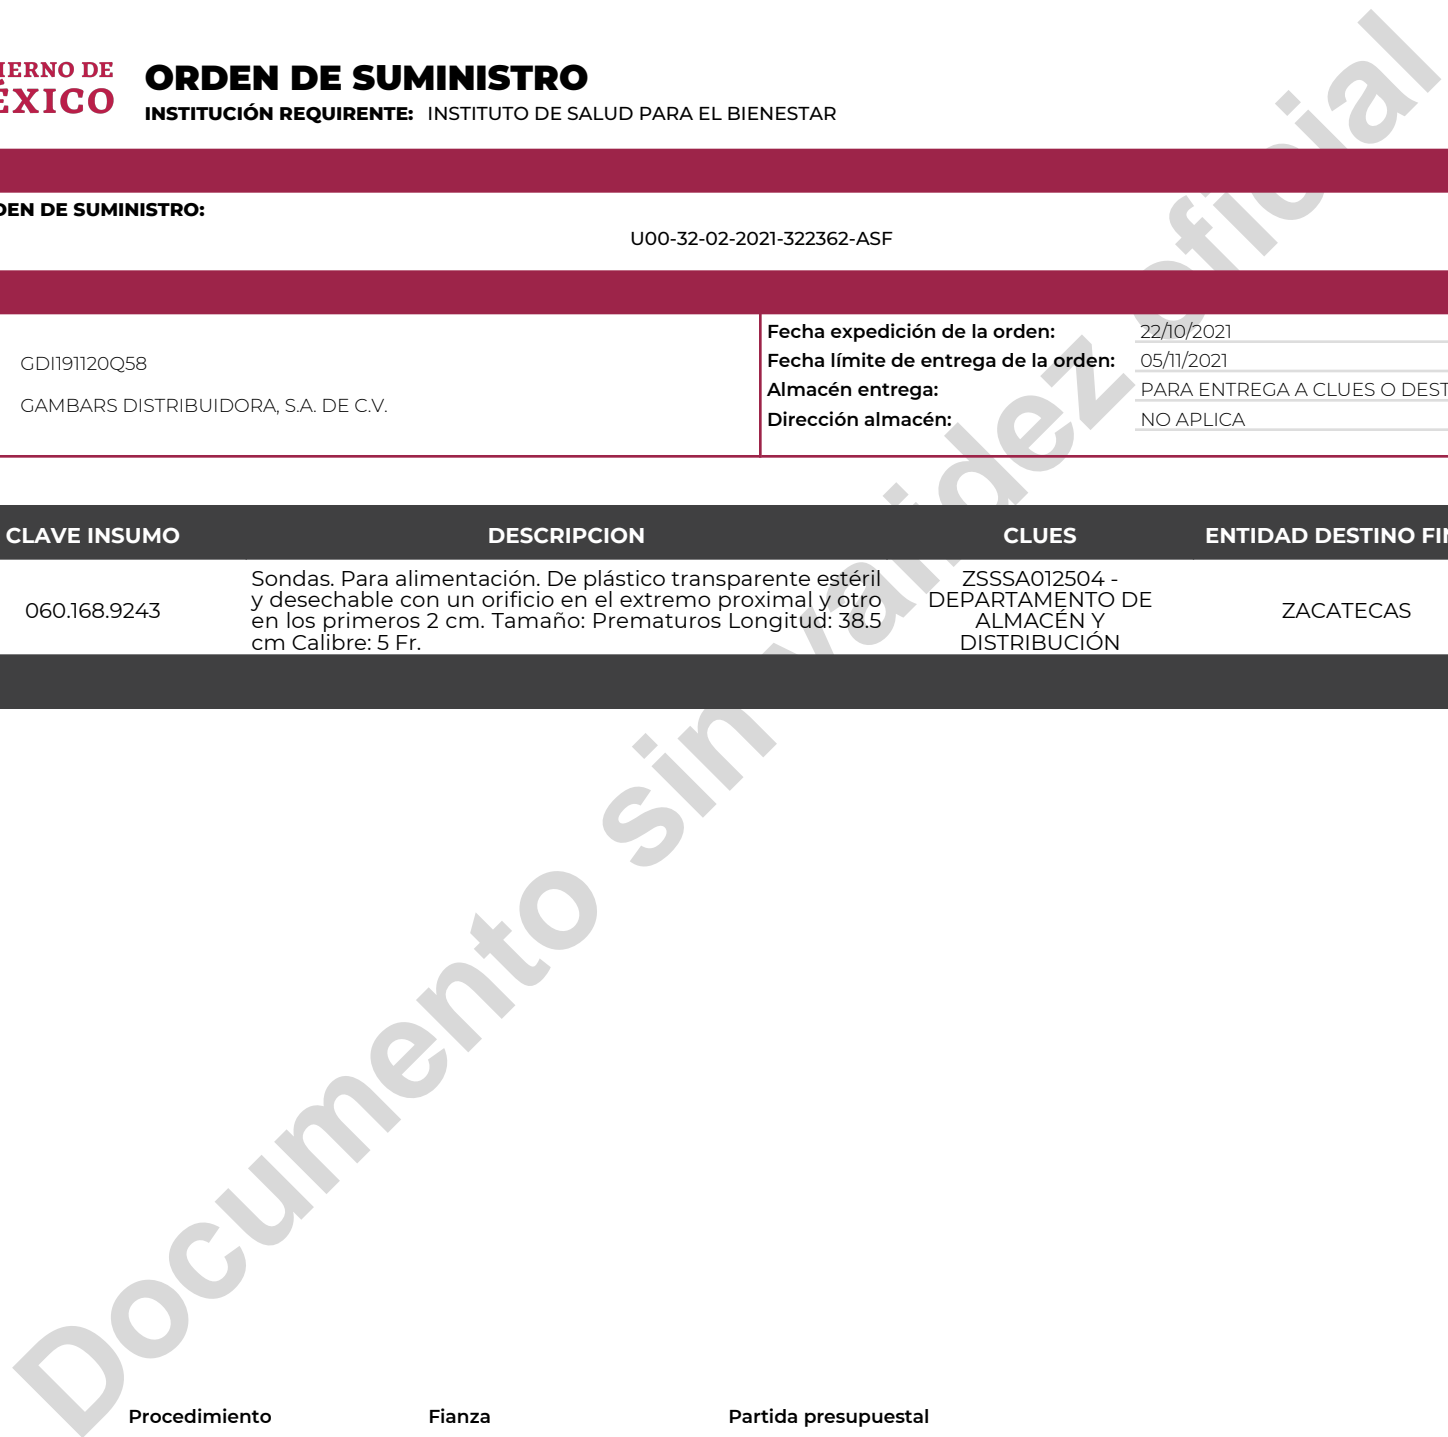 IERNO DE
ÉXICO
ORDEN DE SUMINISTRO
INSTITUCIÓN REQUIRENTE: INSTITUTO DE SALUD PARA EL BIENESTAR
DEN DE SUMINISTRO:
U00-32-02-2021-322362-ASF
GDI191120Q58
GAMBARS DISTRIBUIDORA, S.A. DE C.V.
Fecha expedición de la orden: 22/10/2021
Fecha límite de entrega de la orden: 05/11/2021
Almacén entrega: PARA ENTREGA A CLUES O DEST
Dirección almacén: NO APLICA
CLAVE INSUMO DESCRIPCION CLUES ENTIDAD DESTINO FIN
060.168.9243
Sondas. Para alimentación. De plástico transparente estéril
y desechable con un orificio en el extremo proximal y otro
en los primeros 2 cm. Tamaño: Prematuros Longitud: 38.5
cm Calibre: 5 Fr.
ZSSSA012504 -
DEPARTAMENTO DE
ALMACÉN Y
DISTRIBUCIÓN
ZACATECAS
Documento sin validez oficial
Procedimiento Fianza Partida presupuestal